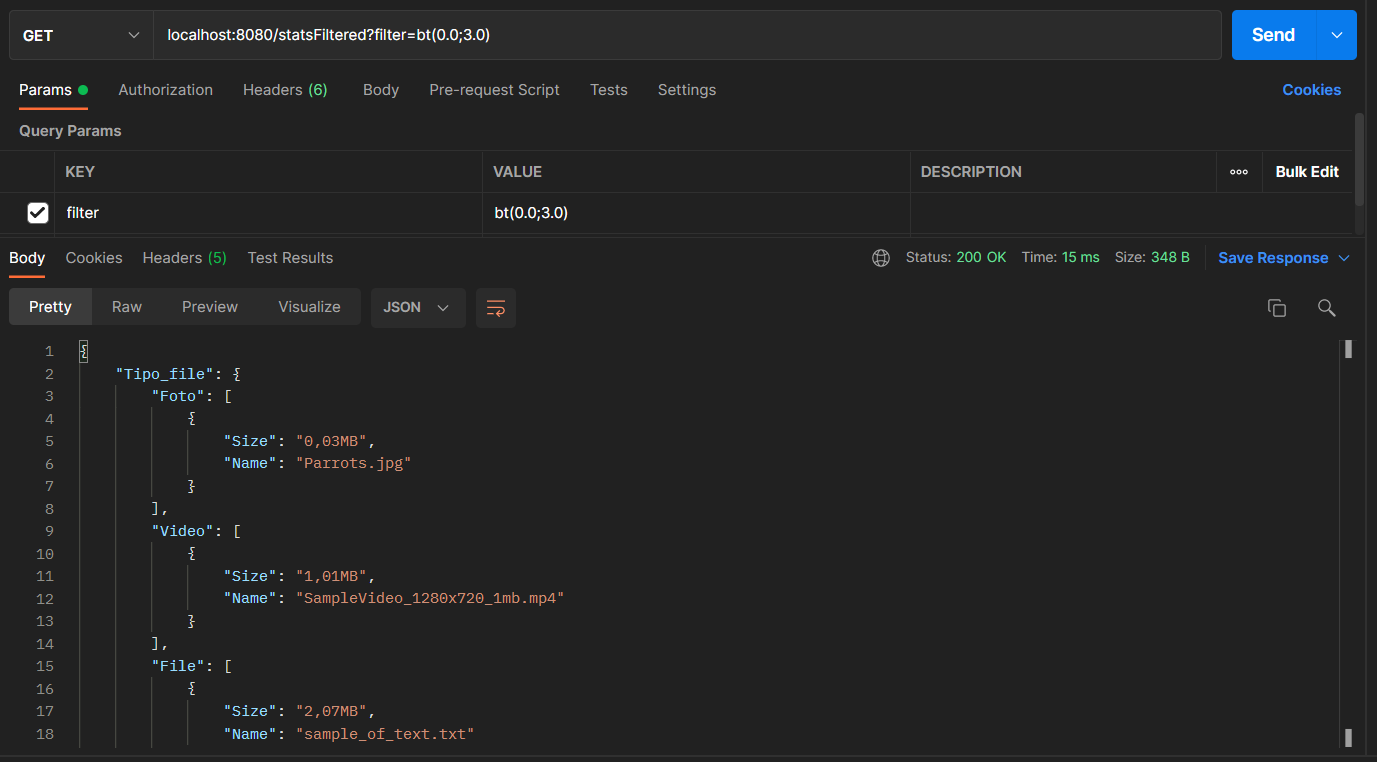 GET localhost:8080/statsFiltered?filter=bt(0.0;3.0) Send
Params Authorization Headers (6) Body Pre-request Script Tests Settings Cookies
Query Params
KEY VALUE DESCRIPTION ooo Bulk Edit
filter bt(0.0;3.0)
Body Cookies Headers (5) Test Results Status: 200 OK Time: 15 ms Size: 348 B Save Response
Pretty Raw Preview Visualize JSON
1 {
2 "Tipo_file": {
3 "Foto": [
4 {
5 "Size": "0,03MB",
6 "Name": "Parrots.jpg"
7 }
8 ],
9 "Video": [
10 {
11 "Size": "1,01MB",
12 "Name": "SampleVideo_1280x720_1mb.mp4"
13 }
14 ],
15 "File": [
16 {
17 "Size": "2,07MB",
18 "Name": "sample_of_text.txt"